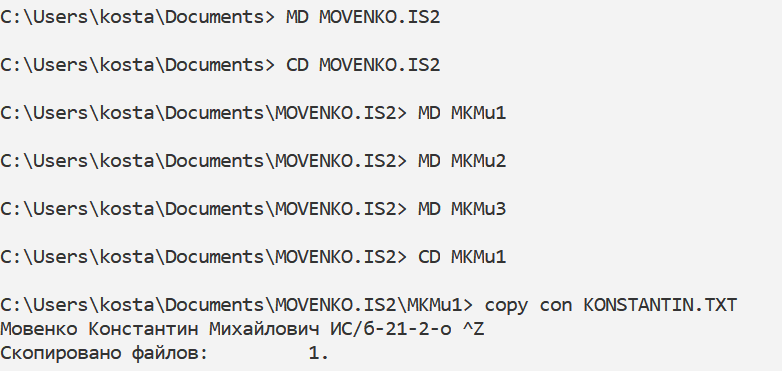 C:\Users\kosta\Documents> MD MOVENKO.IS2
C:\Users\kosta\Documents> CD MOVENKO.IS2
C:\Users\kosta\Documents\MOVENKO.IS2> MD MKMu1
C:\Users\kosta\Documents\MOVENKO.IS2> MD MKMu2
C:\Users\kosta\Documents\MOVENKO.IS2> MD MKMu3
C:\Users\kosta\Documents\MOVENKO.IS2> CD MKMu1
C:\Users\kosta\Documents\MOVENKO.IS2\MKMu1> copy con KONSTANTIN.TXT
Мовенко Константин Михайлович ИС/б-21-2-о ^Z
Скопировано файлов:         1.